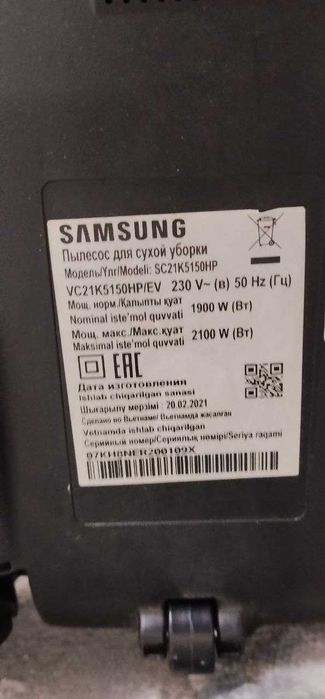 SAMSUNG
Пылесос для сухой уборки
Модель/Үлгі/Modeli: SC21K5150HP
VC21K5150HP/EV 230 V~ (в) 50 Hz (Гц)
Мощ. норм./Қалыпты қуат
Nominal iste'mol quvvati 1900 W (Вт)
Мощ. макс./Макс.қуат
Maksimal iste'mol quvvati 2100 W (Вт)
EAC
Дата изготовления
Ishlab chiqarilgan sanasi
Шығарылу мерзімі : 20.02.2021
Сделано во Вьетнаме/ Вьетнамда жасалған
Vetnamda ishlab chiqarilgan
Серийный номер/Сериялық нөмірі/Seriya raqami